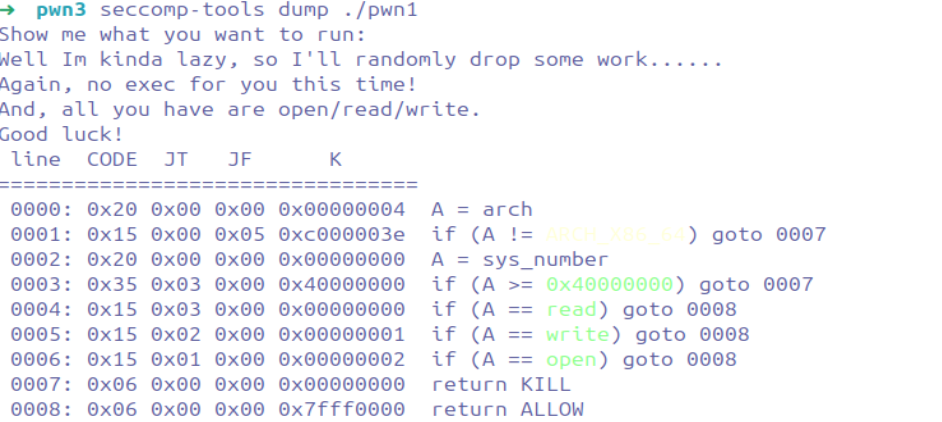 → pwn3 seccomp-tools dump ./pwn1
Show me what you want to run:
Well Im kinda lazy, so I'll randomly drop some work......
Again, no exec for you this time!
And, all you have are open/read/write.
Good luck!
line CODE JT JF K
=================================
0000: 0x20 0x00 0x00 0x00000004 A = arch
0001: 0x15 0x00 0x05 0xc000003e if (A != ARCH_X86_64) goto 0007
0002: 0x20 0x00 0x00 0x00000000 A = sys_number
0003: 0x35 0x03 0x00 0x40000000 if (A >= 0x40000000) goto 0007
0004: 0x15 0x03 0x00 0x00000000 if (A == read) goto 0008
0005: 0x15 0x02 0x00 0x00000001 if (A == write) goto 0008
0006: 0x15 0x01 0x00 0x00000002 if (A == open) goto 0008
0007: 0x06 0x00 0x00 0x00000000 return KILL
0008: 0x06 0x00 0x00 0x7fff0000 return ALLOW